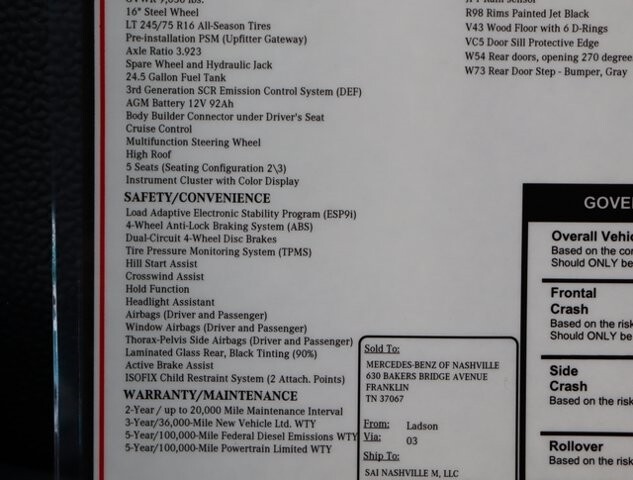 GVWR 9,050 lbs.
16" Steel Wheel
LT 245/75 R16 All-Season Tires
Pre-installation PSM (Upfitter Gateway)
Axle Ratio 3.923
Spare Wheel and Hydraulic Jack
24.5 Gallon Fuel Tank
3rd Generation SCR Emission Control System (DEF)
AGM Battery 12V 92Ah
Body Builder Connector under Driver's Seat
Cruise Control
Multifunction Steering Wheel
High Roof
5 Seats (Seating Configuration 2\3)
Instrument Cluster with Color Display
SAFETY/CONVENIENCE
Load Adaptive Electronic Stability Program (ESP9i)
4-Wheel Anti-Lock Braking System (ABS)
Dual-Circuit 4-Wheel Disc Brakes
Tire Pressure Monitoring System (TPMS)
Hill Start Assist
Crosswind Assist
Hold Function
Headlight Assistant
Airbags (Driver and Passenger)
Window Airbags (Driver and Passenger)
Thorax-Pelvis Side Airbags (Driver and Passenger)
Laminated Glass Rear, Black Tinting (90%)
Active Brake Assist
ISOFIX Child Restraint System (2 Attach. Points)
WARRANTY/MAINTENANCE
2-Year / up to 20,000 Mile Maintenance Interval
3-Year/36,000-Mile New Vehicle Ltd. WTY
5-Year/100,000-Mile Federal Diesel Emissions WTY
5-Year/100,000-Mile Powertrain Limited WTY
Rain Sensor
R98 Rims Painted Jet Black
V43 Wood Floor with 6 D-Rings
VC5 Door Sill Protective Edge
W54 Rear doors, opening 270 degree
W73 Rear Door Step - Bumper, Gray
Sold To:
MERCEDES-BENZ OF NASHVILLE
630 BAKERS BRIDGE AVENUE
FRANKLIN
TN 37067
From: Ladson
Via: 03
Ship To:
SAI NASHVILLE M, LLC
GOVE
Overall Vehic
Based on the co
Should ONLY be
Frontal
Crash
Based on the risk
Should ONLY be
Side
Crash
Based on the risk
Rollover
Based on the risk